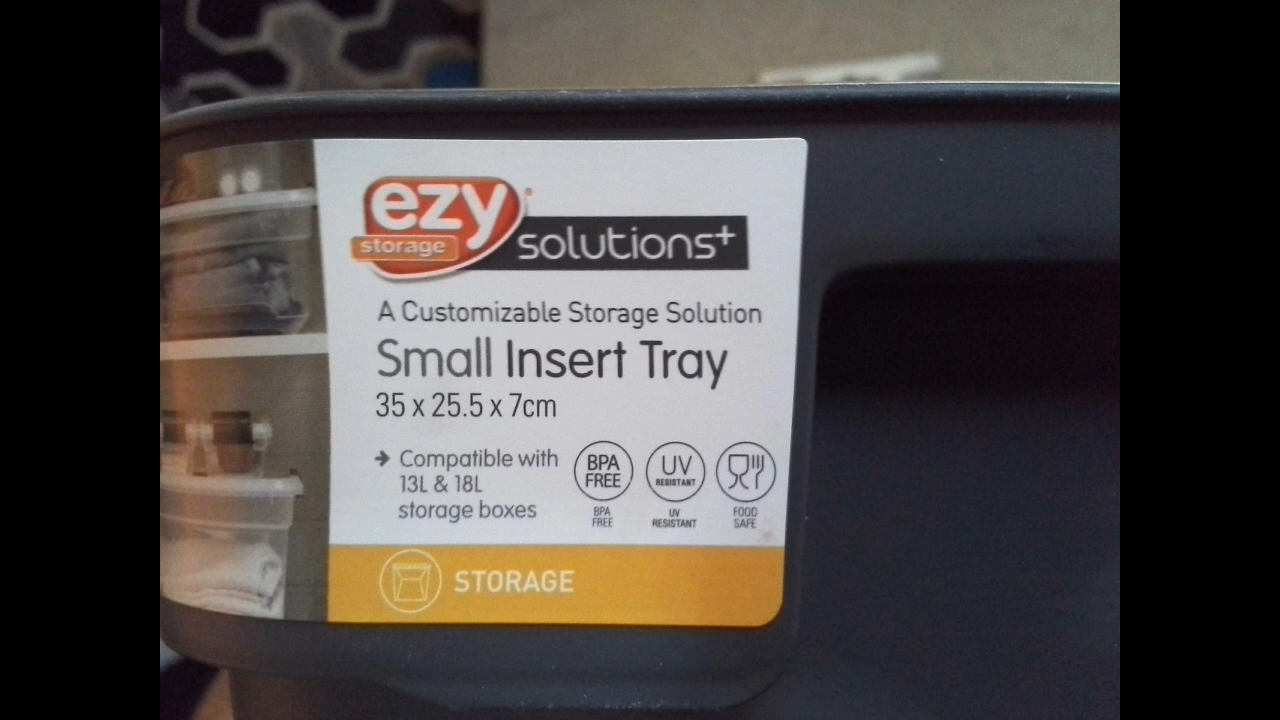 ezy
storage
solutions+
A Customizable Storage Solution
Small Insert Tray
35 x 25.5 x 7cm
→ Compatible with
13L & 18L
storage boxes
BPA
FREE
BPA
FREE
UV
RESISTANT
UV
RESISTANT
FOOD
SAFE
STORAGE